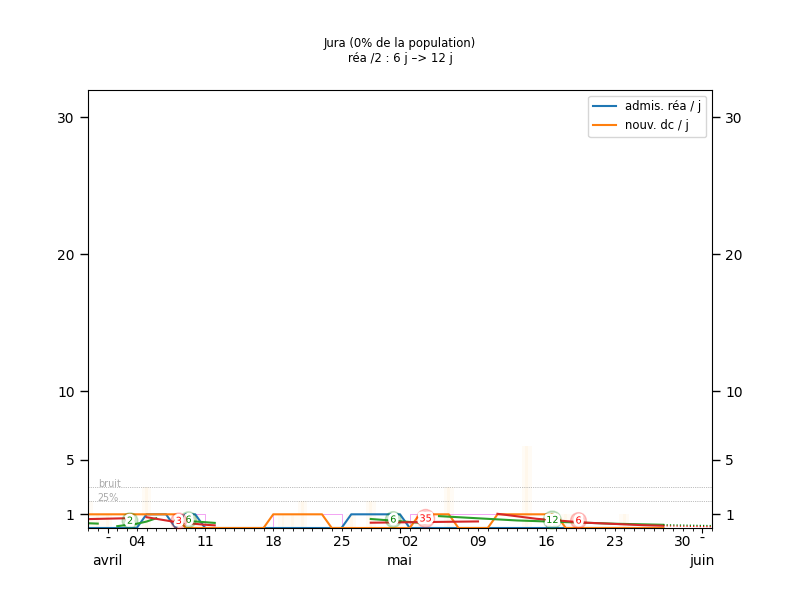 Jura (0% de la population)
réa /2 : 6 j –> 12 j
admis. réa / j
nouv. dc / j
30 30
20 20
10 10
5 5
bruit
25%
1 1
2 3 6 6 35 12 6
- 04 11 18 25 - 02 09 16 23 30 -
avril mai juin